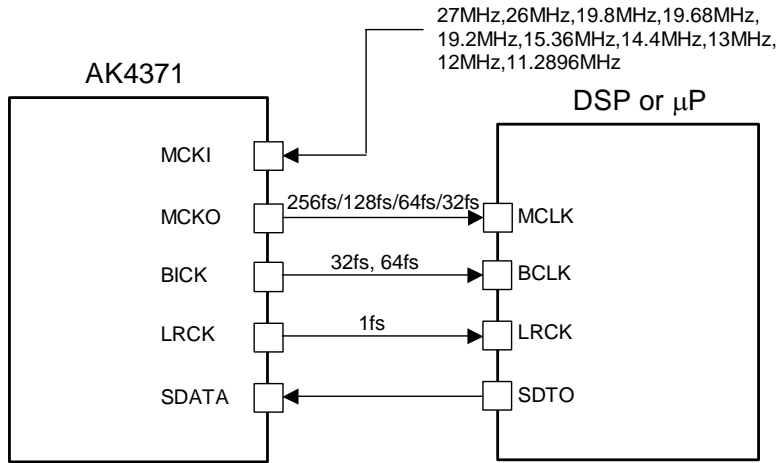 27MHz,26MHz,19.8MHz,19.68MHz,
19.2MHz,15.36MHz,14.4MHz,13MHz,
12MHz,11.2896MHz
AK4371
DSP or μP
MCKI
MCKO
256fs/128fs/64fs/32fs
MCLK
BICK
32fs, 64fs
BCLK
LRCK
1fs
LRCK
SDATA
SDTO